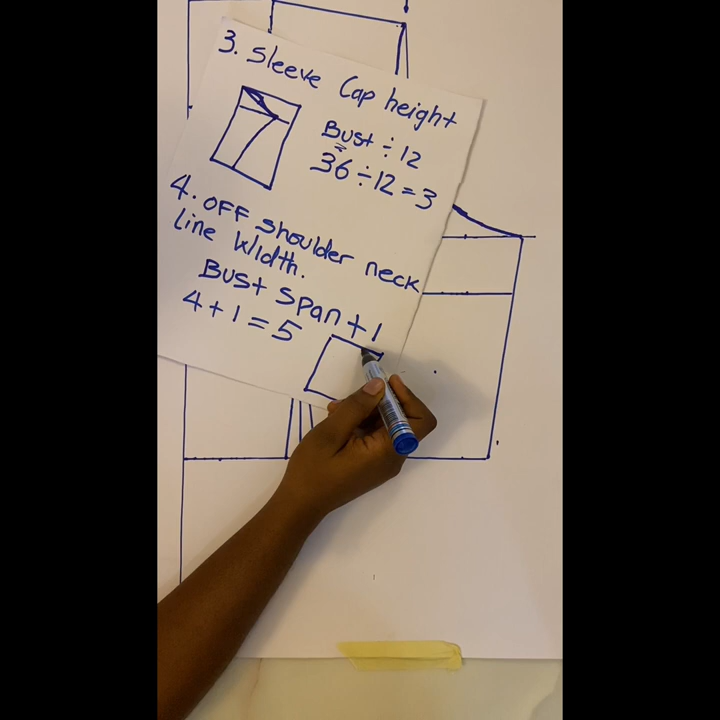 3. Sleeve Cap height
Bust ÷ 12
36 ÷ 12 = 3
4. OFF shoulder neck
line width.
Bust span + 1
4 + 1 = 5